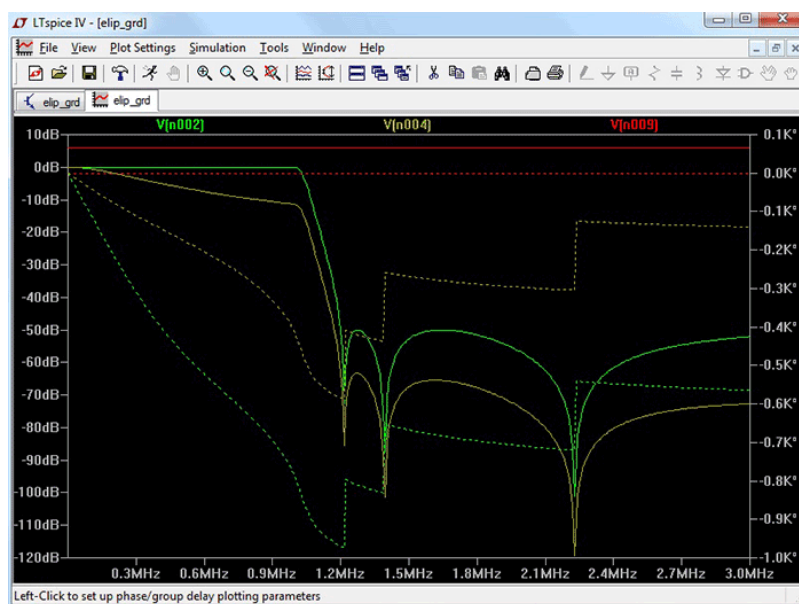 LTspice IV - [elip_grd]
File View Plot Settings Simulation Tools Window Help
elip_grd elip_grd
V(n002) V(n004) V(n009)
10dB 0.1K°
0dB 0.0K°
-10dB -0.1K°
-20dB -0.2K°
-30dB -0.3K°
-40dB -0.4K°
-50dB -0.5K°
-60dB -0.6K°
-70dB -0.7K°
-80dB -0.8K°
-90dB -0.9K°
-100dB -1.0K°
-110dB
-120dB
0.3MHz 0.6MHz 0.9MHz 1.2MHz 1.5MHz 1.8MHz 2.1MHz 2.4MHz 2.7MHz 3.0MHz
Left-Click to set up phase/group delay plotting parameters